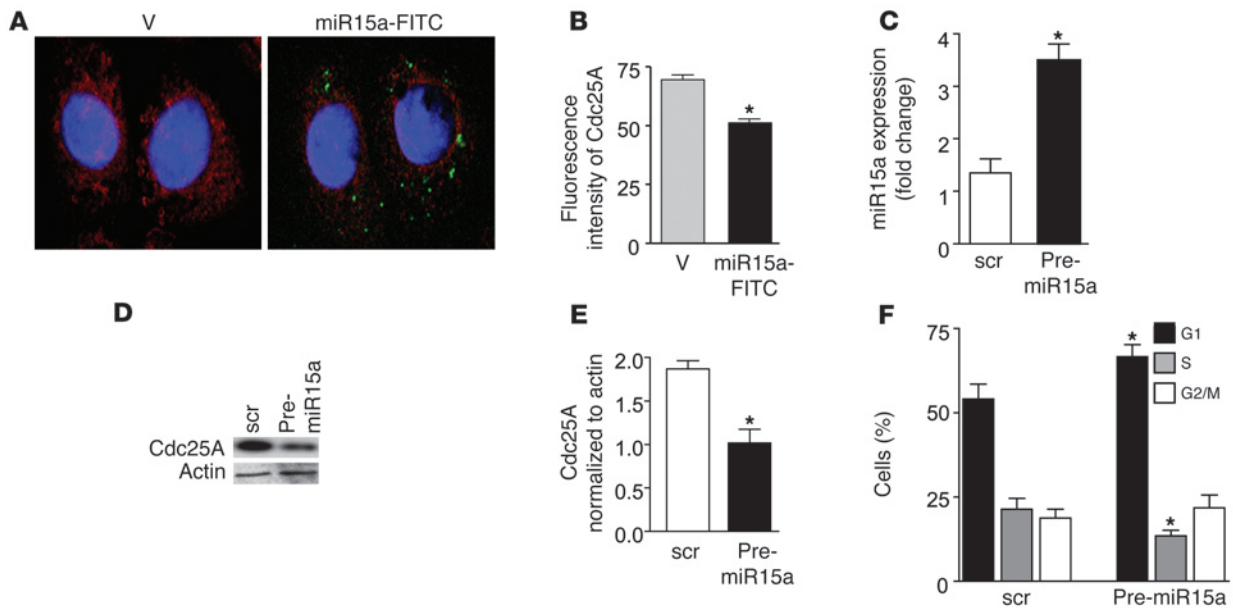 A
V
miR15a-FITC
B
Fluorescence
intensity of Cdc25A
75
50
25
0
*
V
miR15a-
FITC
C
miR15a expression
(fold change)
4
3
2
1
0
*
scr
Pre-
miR15a
D
scr
Pre-
miR15a
Cdc25A
Actin
E
Cdc25A
normalized to actin
2.0
1.5
1.0
0.5
0.0
*
scr
Pre-
miR15a
F
Cells (%)
75
50
25
0
*
*
G1
S
G2/M
scr
Pre-miR15a